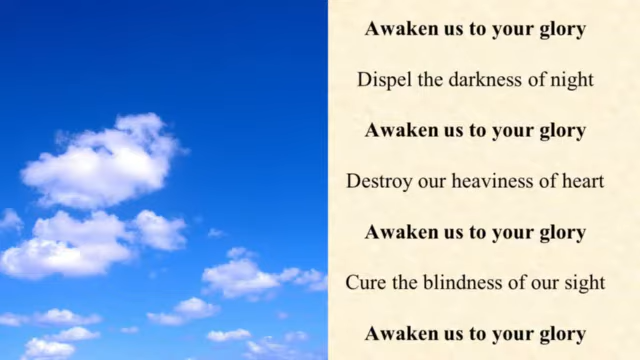 Awaken us to your glory
Dispel the darkness of night
Awaken us to your glory
Destroy our heaviness of heart
Awaken us to your glory
Cure the blindness of our sight
Awaken us to your glory